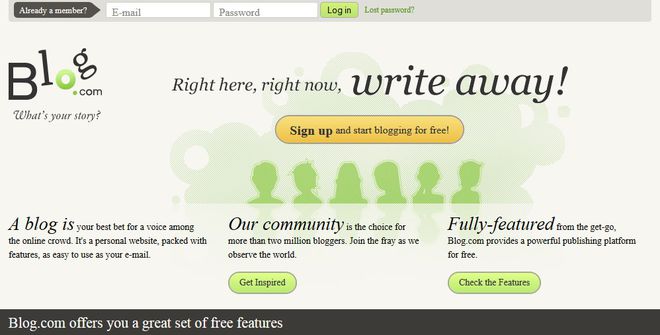 Already a member? E-mail Password Log in Lost password?
Blog.com
What's your story?
Right here, right now, write away!
Sign up and start blogging for free!
A blog is your best bet for a voice among
the online crowd. It's a personal website, packed with
features, as easy to use as your e-mail.
Our community is the choice for
more than two million bloggers. Join the fray as we
observe the world.
Get Inspired
Fully-featured from the get-go,
Blog.com provides a powerful publishing platform
for free.
Check the Features
Blog.com offers you a great set of free features